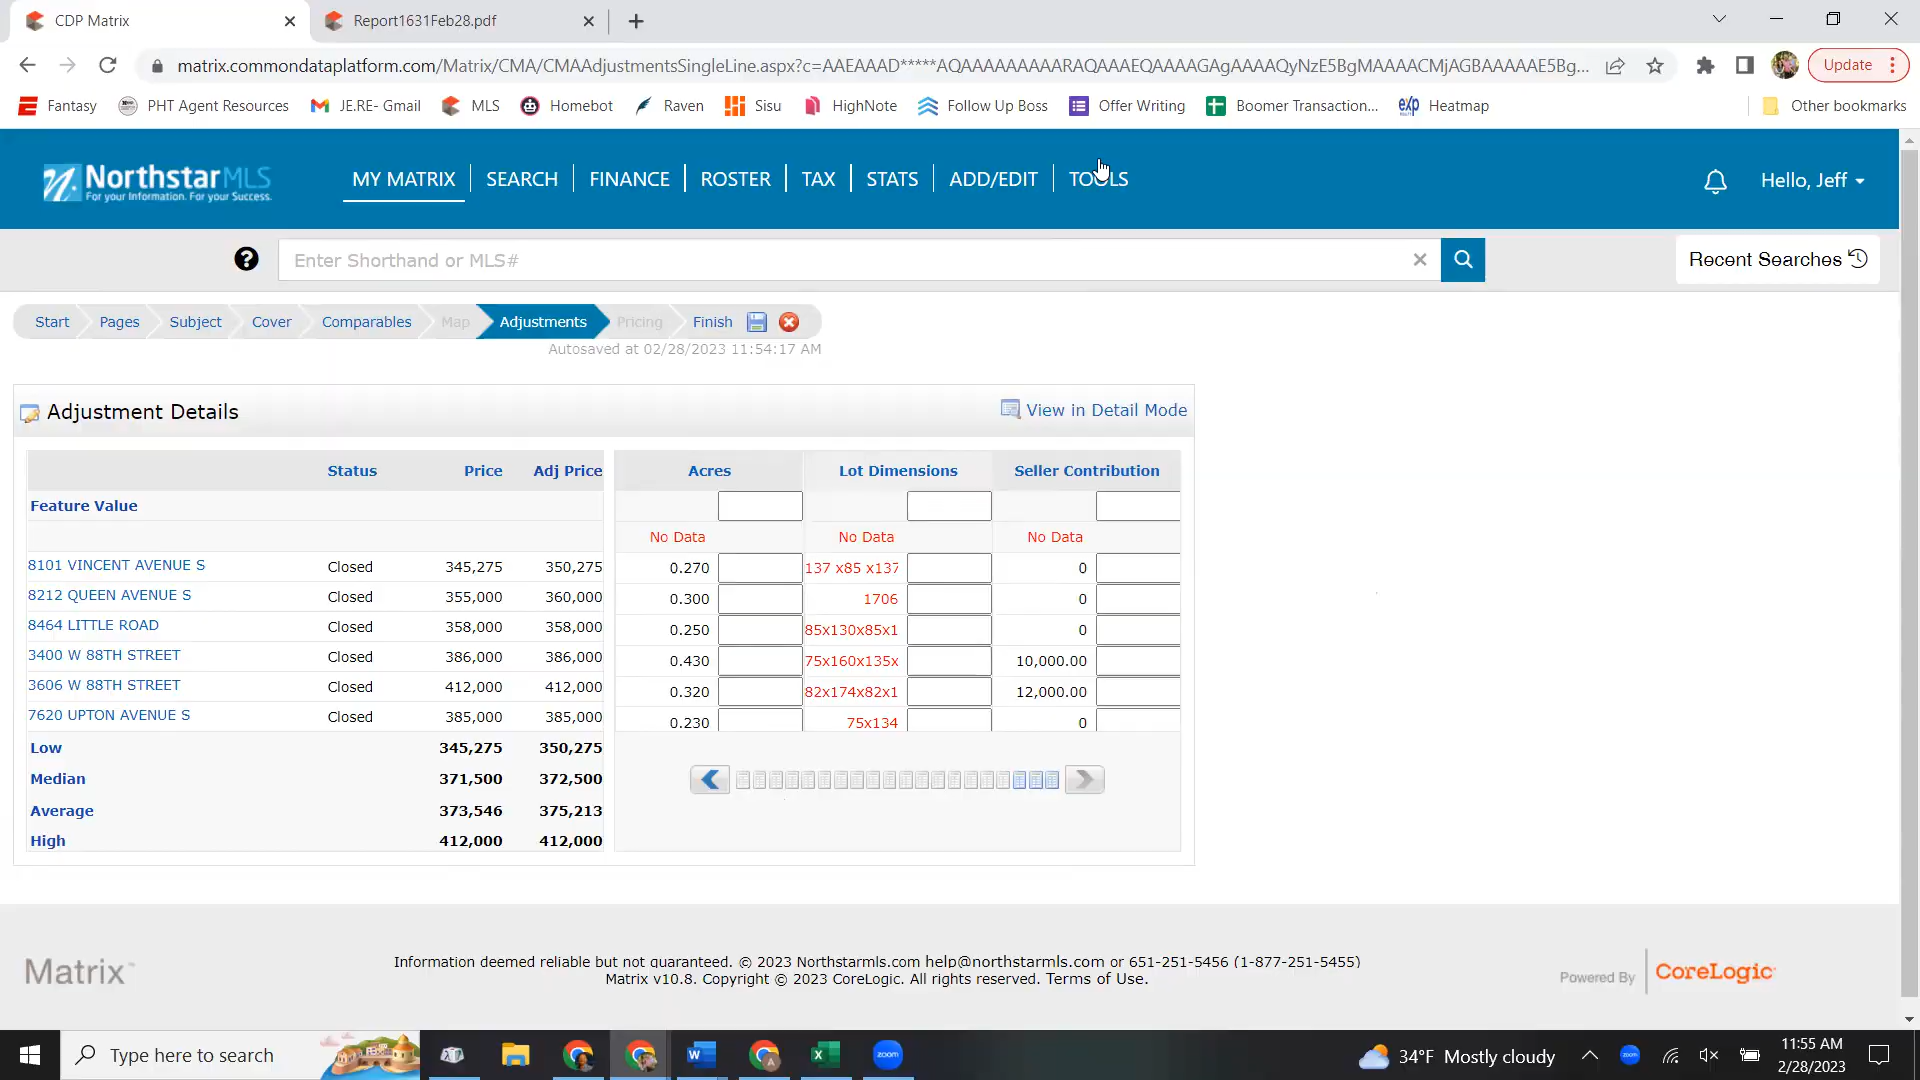 CDP Matrix
Report1631Feb28.pdf
matrix.commondataplatform.com/Matrix/CMA/CMAAdjustmentsSingleLine.aspx?c=AAEAAAD*****AQAAAAAAAAARAQAAAEQAAAAGAgAAAAQyNzE5BgMAAAACMjAGBAAAAAE5Bg...
Update
Fantasy PHT Agent Resources JE.RE- Gmail MLS Homebot Raven Sisu HighNote Follow Up Boss Offer Writing Boomer Transaction... exp Heatmap Other bookmarks
NorthstarMLS
For your Information. For your Success.
MY MATRIX SEARCH FINANCE ROSTER TAX STATS ADD/EDIT TOOLS
Hello, Jeff
? Enter Shorthand or MLS#
Recent Searches
Start Pages Subject Cover Comparables Map Adjustments Pricing Finish
Autosaved at 02/28/2023 11:54:17 AM
Adjustment Details
View in Detail Mode
Status Price Adj Price Acres Lot Dimensions Seller Contribution
Feature Value
No Data No Data No Data
8101 VINCENT AVENUE S Closed 345,275 350,275 0.270 137 x85 x137 0
8212 QUEEN AVENUE S Closed 355,000 360,000 0.300 1706 0
8464 LITTLE ROAD Closed 358,000 358,000 0.250 85x130x85x1 0
3400 W 88TH STREET Closed 386,000 386,000 0.430 75x160x135x 10,000.00
3606 W 88TH STREET Closed 412,000 412,000 0.320 82x174x82x1 12,000.00
7620 UPTON AVENUE S Closed 385,000 385,000 0.230 75x134 0
Low 345,275 350,275
Median 371,500 372,500
Average 373,546 375,213
High 412,000 412,000
Matrix™
Information deemed reliable but not guaranteed. © 2023 Northstarmls.com help@northstarmls.com or 651-251-5456 (1-877-251-5455)
Matrix v10.8. Copyright © 2023 CoreLogic. All rights reserved. Terms of Use.
Powered By CoreLogic
Type here to search
zoom
34°F Mostly cloudy
zoom
11:55 AM
2/28/2023